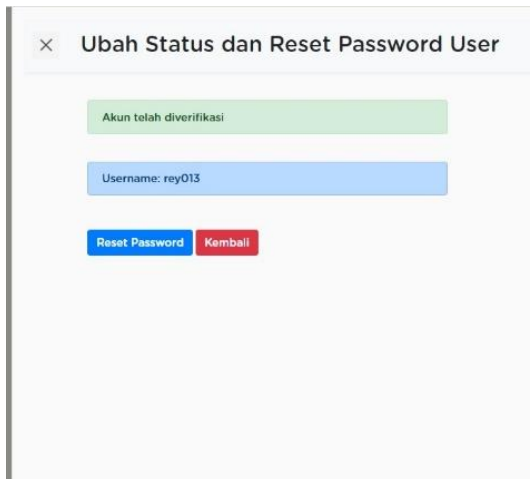 Ubah Status dan Reset Password User
Akun telah diverifikasi
Username: rey013
Reset Password Kembali